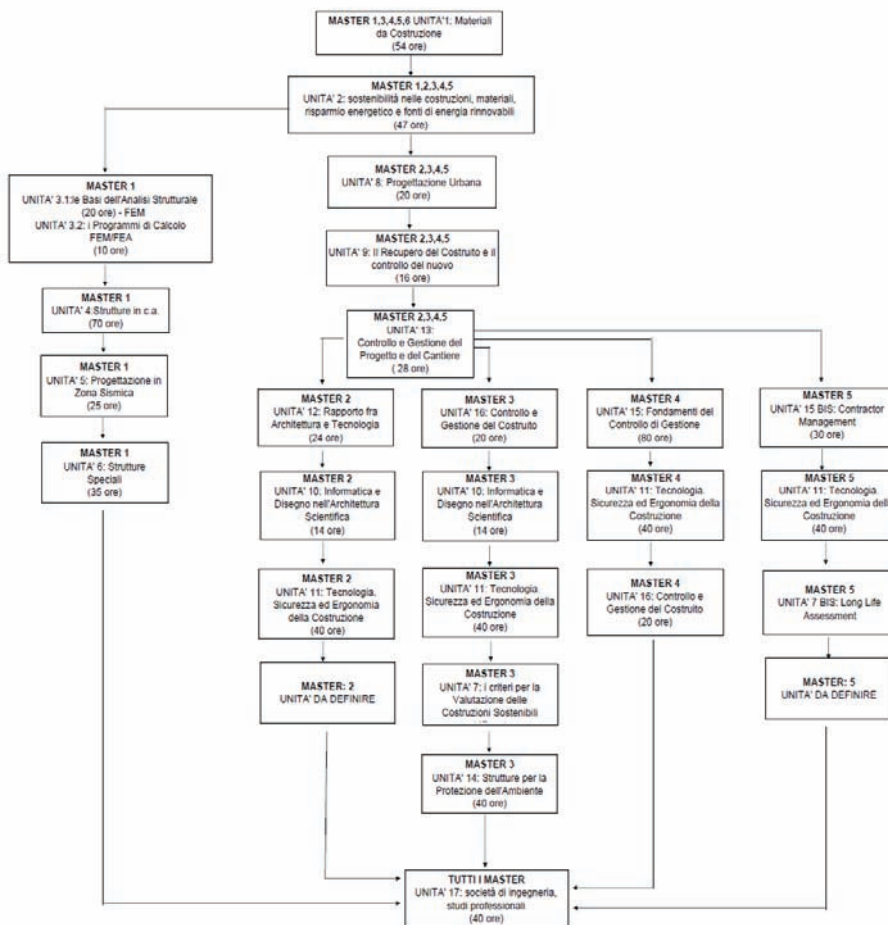 MASTER 1,3,4,5,6 UNITA'1: Materiali
da Costruzione
(54 ore)
MASTER 1,2,3,4,5
UNITA' 2: sostenibilità nelle costruzioni, materiali,
risparmio energetico e fonti di energia rinnovabili
(47 ore)
MASTER 1
UNITA' 3.1:le Basi dell'Analisi Strutturale
(20 ore) - FEM
UNITA' 3.2: i Programmi di Calcolo
FEM/FEA
(10 ore)
MASTER 1
UNITA' 4:Strutture in c.a.
(70 ore)
MASTER 1
UNITA' 5: Progettazione in
Zona Sismica
(25 ore)
MASTER 1
UNITA' 6: Strutture
Speciali
(35 ore)
MASTER 2,3,4,5
UNITA' 8: Progettazione Urbana
(20 ore)
MASTER 2,3,4,5
UNITA' 9: Il Recupero del Costruito e il
controllo del nuovo
(16 ore)
MASTER 2,3,4,5
UNITA' 13:
Controllo e Gestione del
Progetto e del Cantiere
( 28 ore)
MASTER 2
UNITA' 12: Rapporto fra
Architettura e Tecnologia
(24 ore)
MASTER 2
UNITA' 10: Informatica e
Disegno nell'Architettura
Scientifica
(14 ore)
MASTER 2
UNITA' 11: Tecnologia.
Sicurezza ed Ergonomia
della Costruzione
(40 ore)
MASTER: 2
UNITA' DA DEFINIRE
MASTER 3
UNITA' 16: Controllo e
Gestione del Costruito
(20 ore)
MASTER 3
UNITA' 10: Informatica e
Disegno nell'Architettura
Scientifica
(14 ore)
MASTER 3
UNITA' 11: Tecnologia.
Sicurezza ed Ergonomia della
Costruzione
(40 ore)
MASTER 3
UNITA' 7: i criteri per la
Valutazione delle
Costruzioni Sostenibili
MASTER 3
UNITA' 14: Strutture per la
Protezione dell'Ambiente
(40 ore)
MASTER 4
UNITA' 15: Fondamenti del
Controllo di Gestione
(80 ore)
MASTER 4
UNITA' 11: Tecnologia.
Sicurezza ed Ergonomia della
Costruzione
(40 ore)
MASTER 4
UNITA' 16: Controllo e
Gestione del Costruito
(20 ore)
MASTER 5
UNITA' 15 BIS: Contractor
Management
(30 ore)
MASTER 5
UNITA' 11: Tecnologia.
Sicurezza ed Ergonomia della
Costruzione
(40 ore)
MASTER 5
UNITA' 7 BIS: Long Life
Assessment
MASTER: 5
UNITA' DA DEFINIRE
TUTTI I MASTER
UNITA' 17: società di ingegneria,
studi professionali
(40 ore)